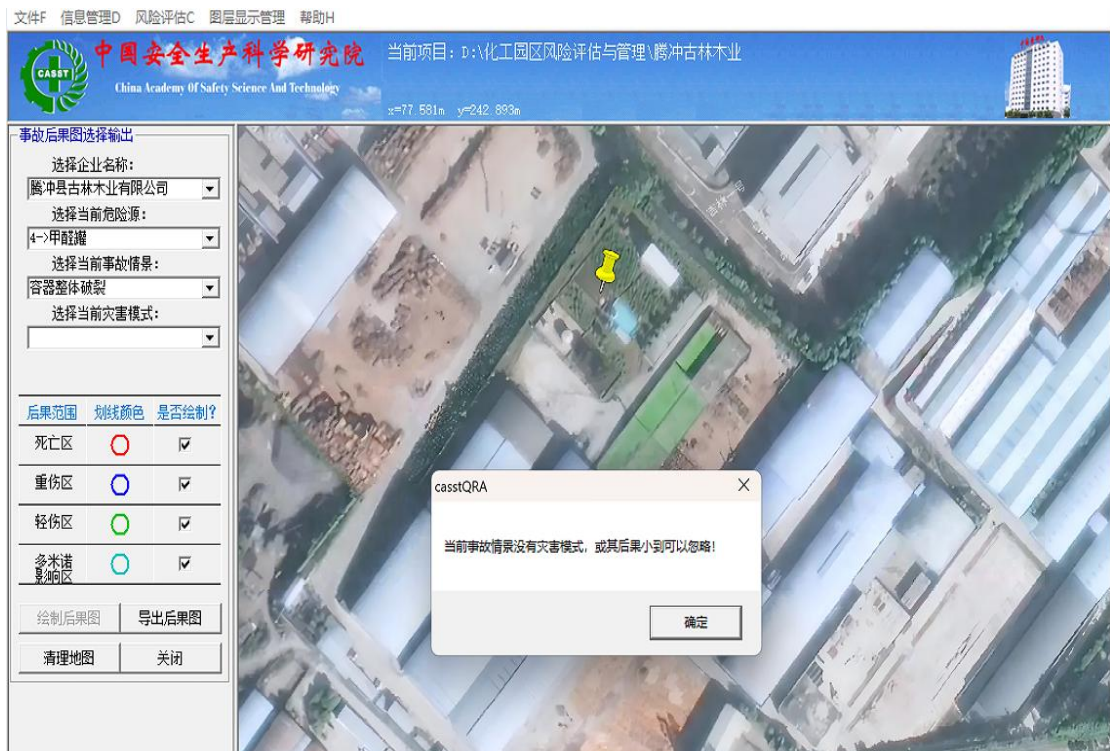 文件F 信息管理D 风险评估C 图层显示管理 帮助H
CASST
中国安全生产科学研究院
China Academy Of Safety Science And Technology
当前项目：D:\化工园区风险评估与管理\腾冲古林木业
x=77.581m y=242.893m
事故后果图选择输出
选择企业名称：
腾冲县古林木业有限公司
选择当前危险源：
4->甲醛罐
选择当前事故情景：
容器整体破裂
选择当前灾害模式：
后果范围 划线颜色 是否绘制？
死亡区
重伤区
轻伤区
多米诺
影响区
绘制后果图 导出后果图
清理地图 关闭
casstQRA
当前事故情景没有灾害模式，或其后果小到可以忽略！
确定